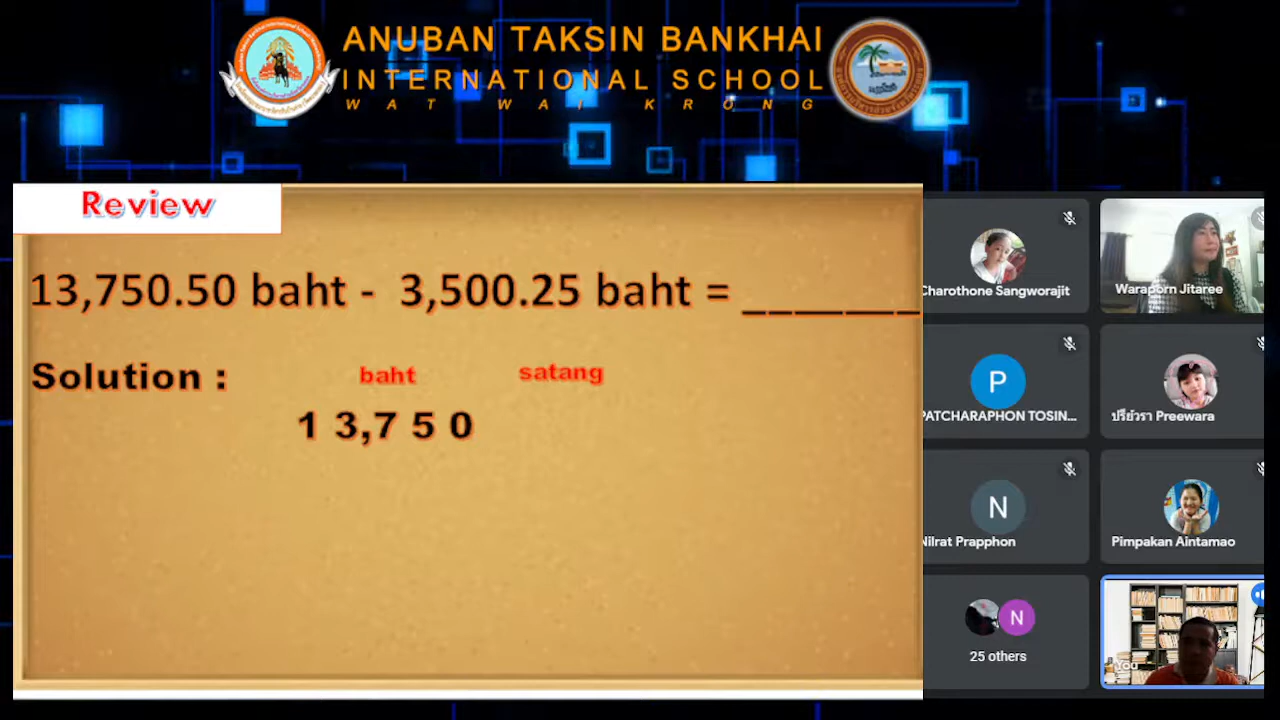 ANUBAN TAKSIN BANKHAI
INTERNATIONAL SCHOOL
WAT WAI KRONG
Review
13,750.50 baht - 3,500.25 baht = _______
Solution :
baht
satang
1 3,7 5 0
Charothone Sangworajit
Waraporn Jitaree
PATCHARAPHON TOSIN...
ปรียวรา Preewara
Nilrat Prapphon
Pimpakan Aintamao
P
N
N
25 others
You